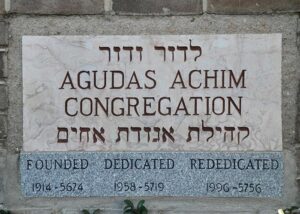 לדור ודור
AGUDAS ACHIM
CONGREGATION
קהילת אגודת אחים
FOUNDED DEDICATED REDEDICATED
1914-5674 1958-5719 1996-5756